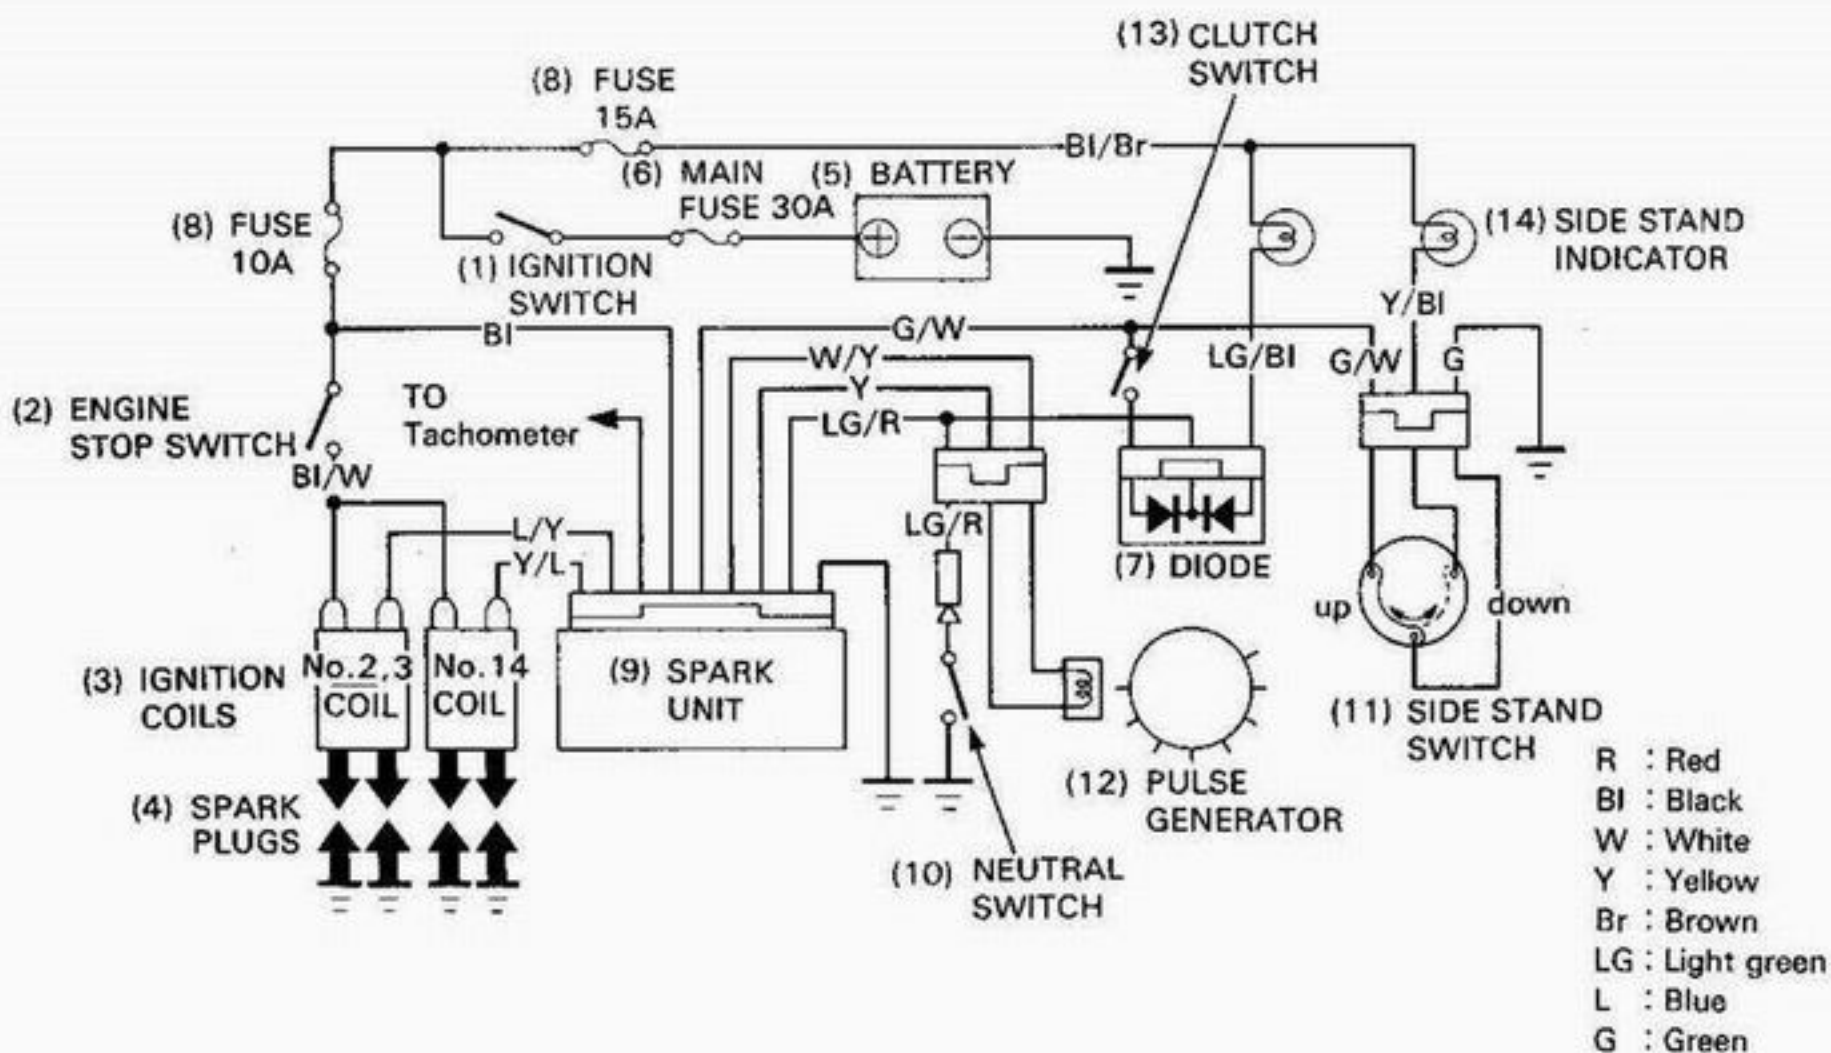 (13) CLUTCH
SWITCH
(8) FUSE
15A
Bl/Br
(6) MAIN
FUSE 30A
(5) BATTERY
(8) FUSE
10A
(1) IGNITION
SWITCH
(14) SIDE STAND
INDICATOR
Y/Bl
Bl
G/W
LG/Bl
G/W
G
W/Y
Y
LG/R
(2) ENGINE
STOP SWITCH
TO
Tachometer
Bl/W
L/Y
Y/L
LG/R
(7) DIODE
up
down
(3) IGNITION
COILS
No.2,3
COIL
No.14
COIL
(9) SPARK
UNIT
(11) SIDE STAND
SWITCH
(12) PULSE
GENERATOR
(4) SPARK
PLUGS
(10) NEUTRAL
SWITCH
R : Red
Bl : Black
W : White
Y : Yellow
Br : Brown
LG : Light green
L : Blue
G : Green